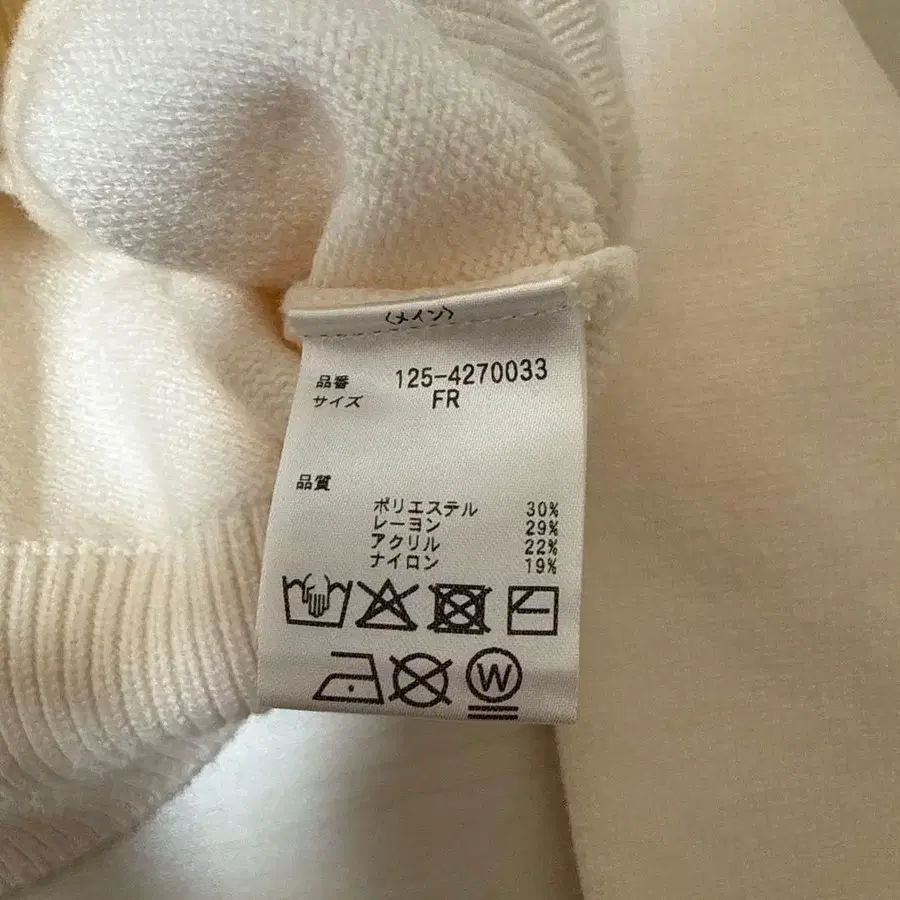 〈メイン〉
品番 125-4270033
サイズ FR
品質
ポリエステル 30%
レーヨン 29%
アクリル 22%
ナイロン 19%
W